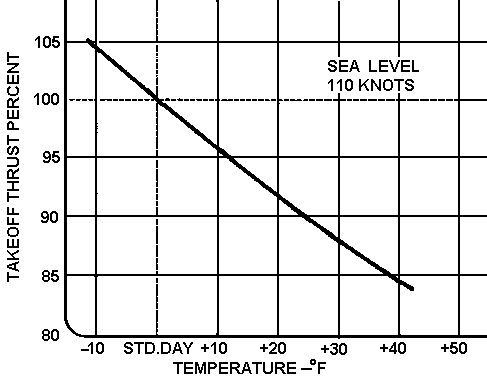 TAKEOFF THRUST PERCENT
105
100
95
90
85
80
SEA LEVEL
110 KNOTS
–10 STD.DAY +10 +20 +30 +40 +50
TEMPERATURE –°F